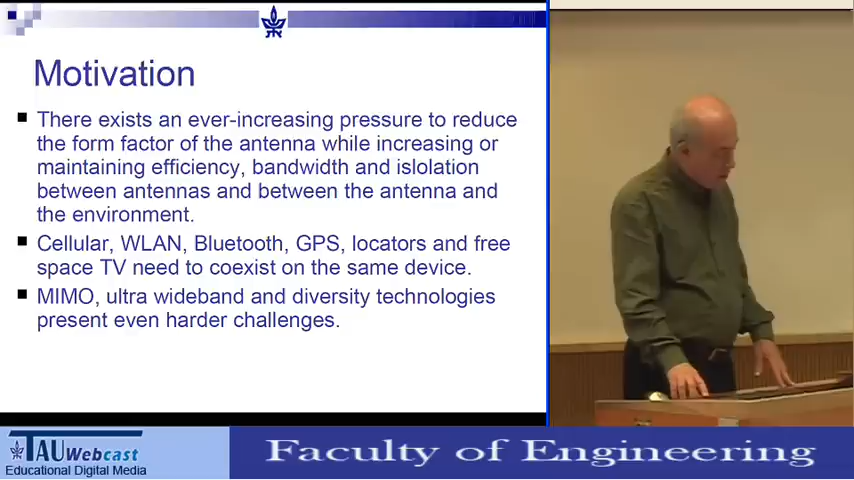 Motivation
There exists an ever-increasing pressure to reduce
the form factor of the antenna while increasing or
maintaining efficiency, bandwidth and islolation
between antennas and between the antenna and
the environment.
Cellular, WLAN, Bluetooth, GPS, locators and free
space TV need to coexist on the same device.
MIMO, ultra wideband and diversity technologies
present even harder challenges.
TAU Webcast
Educational Digital Media
Faculty of Engineering